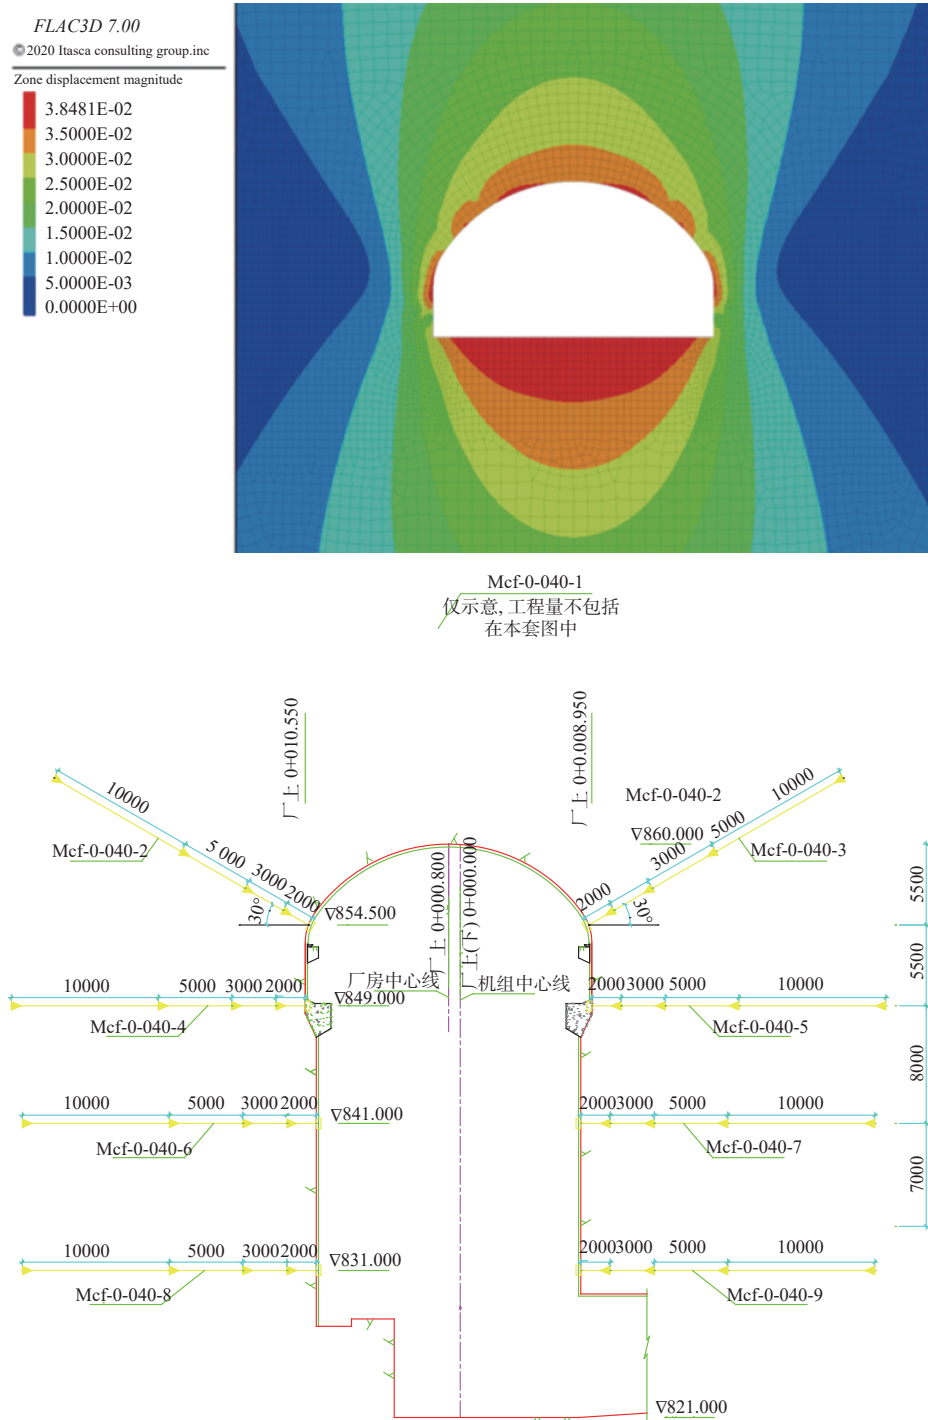 FLAC3D 7.00
©2020 Itasca consulting group.inc
Zone displacement magnitude
3.8481E-02
3.5000E-02
3.0000E-02
2.5000E-02
2.0000E-02
1.5000E-02
1.0000E-02
5.0000E-03
0.0000E+00
Mcf-0-040-1
仅示意, 工程量不包括
在本套图中
厂上 0+010.550
厂上 0+0.008.950
10000
5 000
3000
2000
30°
Mcf-0-040-2
Mcf-0-040-2
∇860.000
10000
5000
3000
2000
30°
Mcf-0-040-3
5500
∇854.500
厂上 0+000.800
厂上(下) 0+000.000
5500
厂房中心线
机组中心线
10000 5000 3000 2000
∇849.000
2000 3000 5000 10000
Mcf-0-040-4
Mcf-0-040-5
8000
10000 5000 3000 2000
∇841.000
2000 3000 5000 10000
Mcf-0-040-6
Mcf-0-040-7
7000
10000 5000 3000 2000
∇831.000
2000 3000 5000 10000
Mcf-0-040-8
Mcf-0-040-9
∇821.000